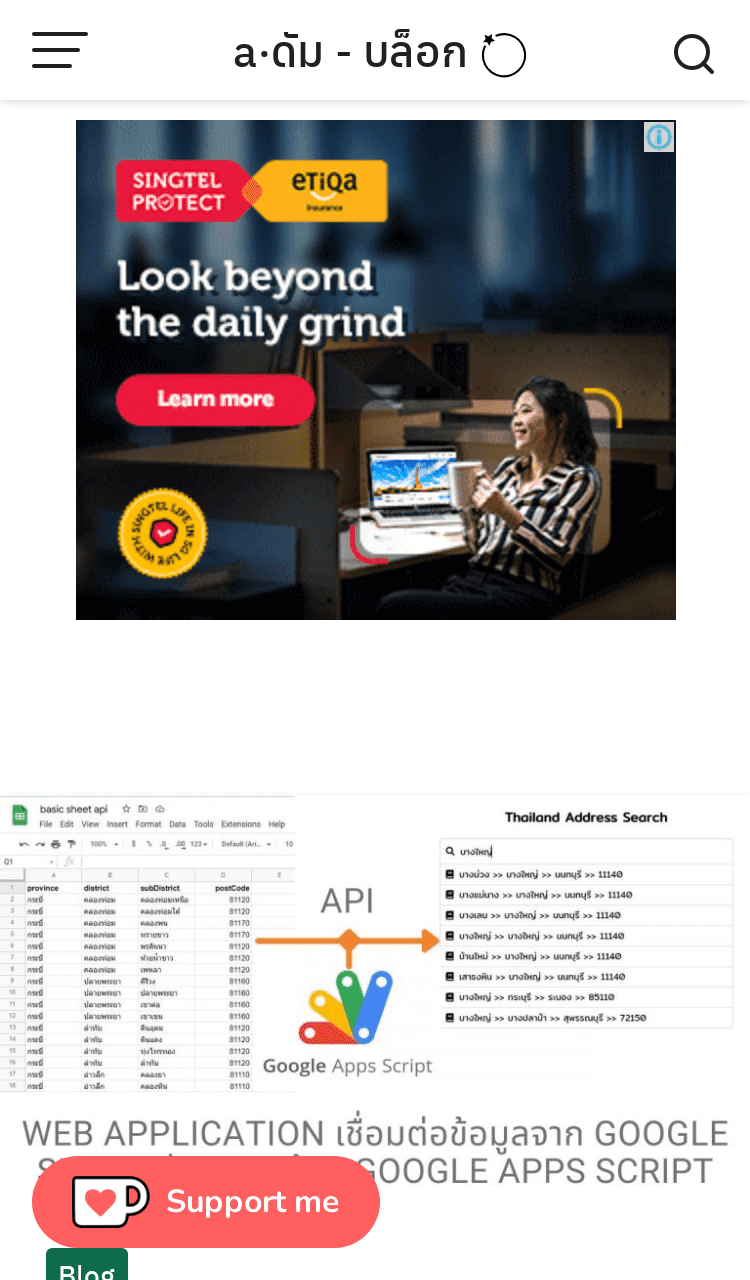 a·ดัม - บล็อก
SINGTEL
PROTECT
eTiQa
Insurance
Look beyond
the daily grind
Learn more
SINGTEL LIFE IN SO LIFE WITH
basic sheet api
File Edit View Insert Format Data Tools Extensions Help
100% $ % .0 .00 123 Default (Ari... 10
Q1 fx
A B C D E
1 province district subDistrict postCode
2 กระบี่ คลองท่อม คลองท่อมเหนือ 81120
3 กระบี่ คลองท่อม คลองท่อมใต้ 81120
4 กระบี่ คลองท่อม คลองพน 81170
5 กระบี่ คลองท่อม ทรายขาว 81170
6 กระบี่ คลองท่อม พรุดินนา 81120
7 กระบี่ คลองท่อม ห้วยน้ำขาว 81120
8 กระบี่ คลองท่อม เพหลา 81120
9 กระบี่ ปลายพระยา คีรีวง 81160
10 กระบี่ ปลายพระยา ปลายพระยา 81160
11 กระบี่ ปลายพระยา เขาต่อ 81160
12 กระบี่ ปลายพระยา เขาเขน 81160
13 กระบี่ ลำทับ ดินอุดม 81120
14 กระบี่ ลำทับ ดินแดง 81120
15 กระบี่ ลำทับ ทุ่งไทรทอง 81120
16 กระบี่ ลำทับ ลำทับ 81120
17 กระบี่ อ่าวลึก คลองยา 81110
18 กระบี่ อ่าวลึก คลองหิน 81110
API
Google Apps Script
Thailand Address Search
บางใหญ่
บางม่วง >> บางใหญ่ >> นนทบุรี >> 11140
บางแม่นาง >> บางใหญ่ >> นนทบุรี >> 11140
บางเลน >> บางใหญ่ >> นนทบุรี >> 11140
บางใหญ่ >> บางใหญ่ >> นนทบุรี >> 11140
บ้านใหม่ >> บางใหญ่ >> นนทบุรี >> 11140
เสาธงหิน >> บางใหญ่ >> นนทบุรี >> 11140
บางใหญ่ >> กระบุรี >> ระนอง >> 85110
บางใหญ่ >> บางปลาม้า >> สุพรรณบุรี >> 72150
WEB APPLICATION เชื่อมต่อข้อมูลจาก GOOGLE
GOOGLE APPS SCRIPT
Support me
Blog